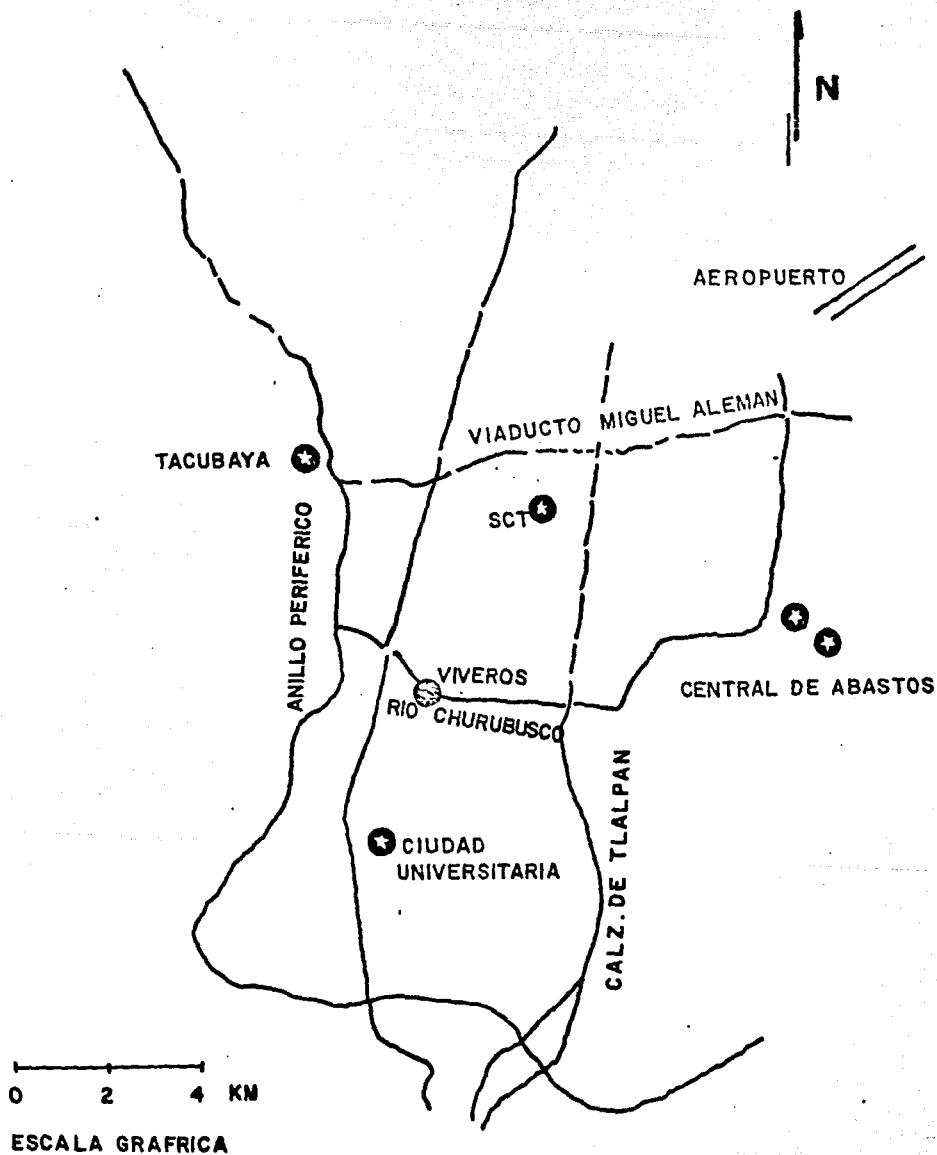 N
AEROPUERTO
VIADUCTO MIGUEL ALEMAN
TACUBAYA
SCT
ANILLO PERIFERICO
VIVEROS
RIO CHURUBUSCO
CENTRAL DE ABASTOS
CIUDAD
UNIVERSITARIA
CALZ. DE TLALPAN
0 2 4 KM
ESCALA GRAFRICA